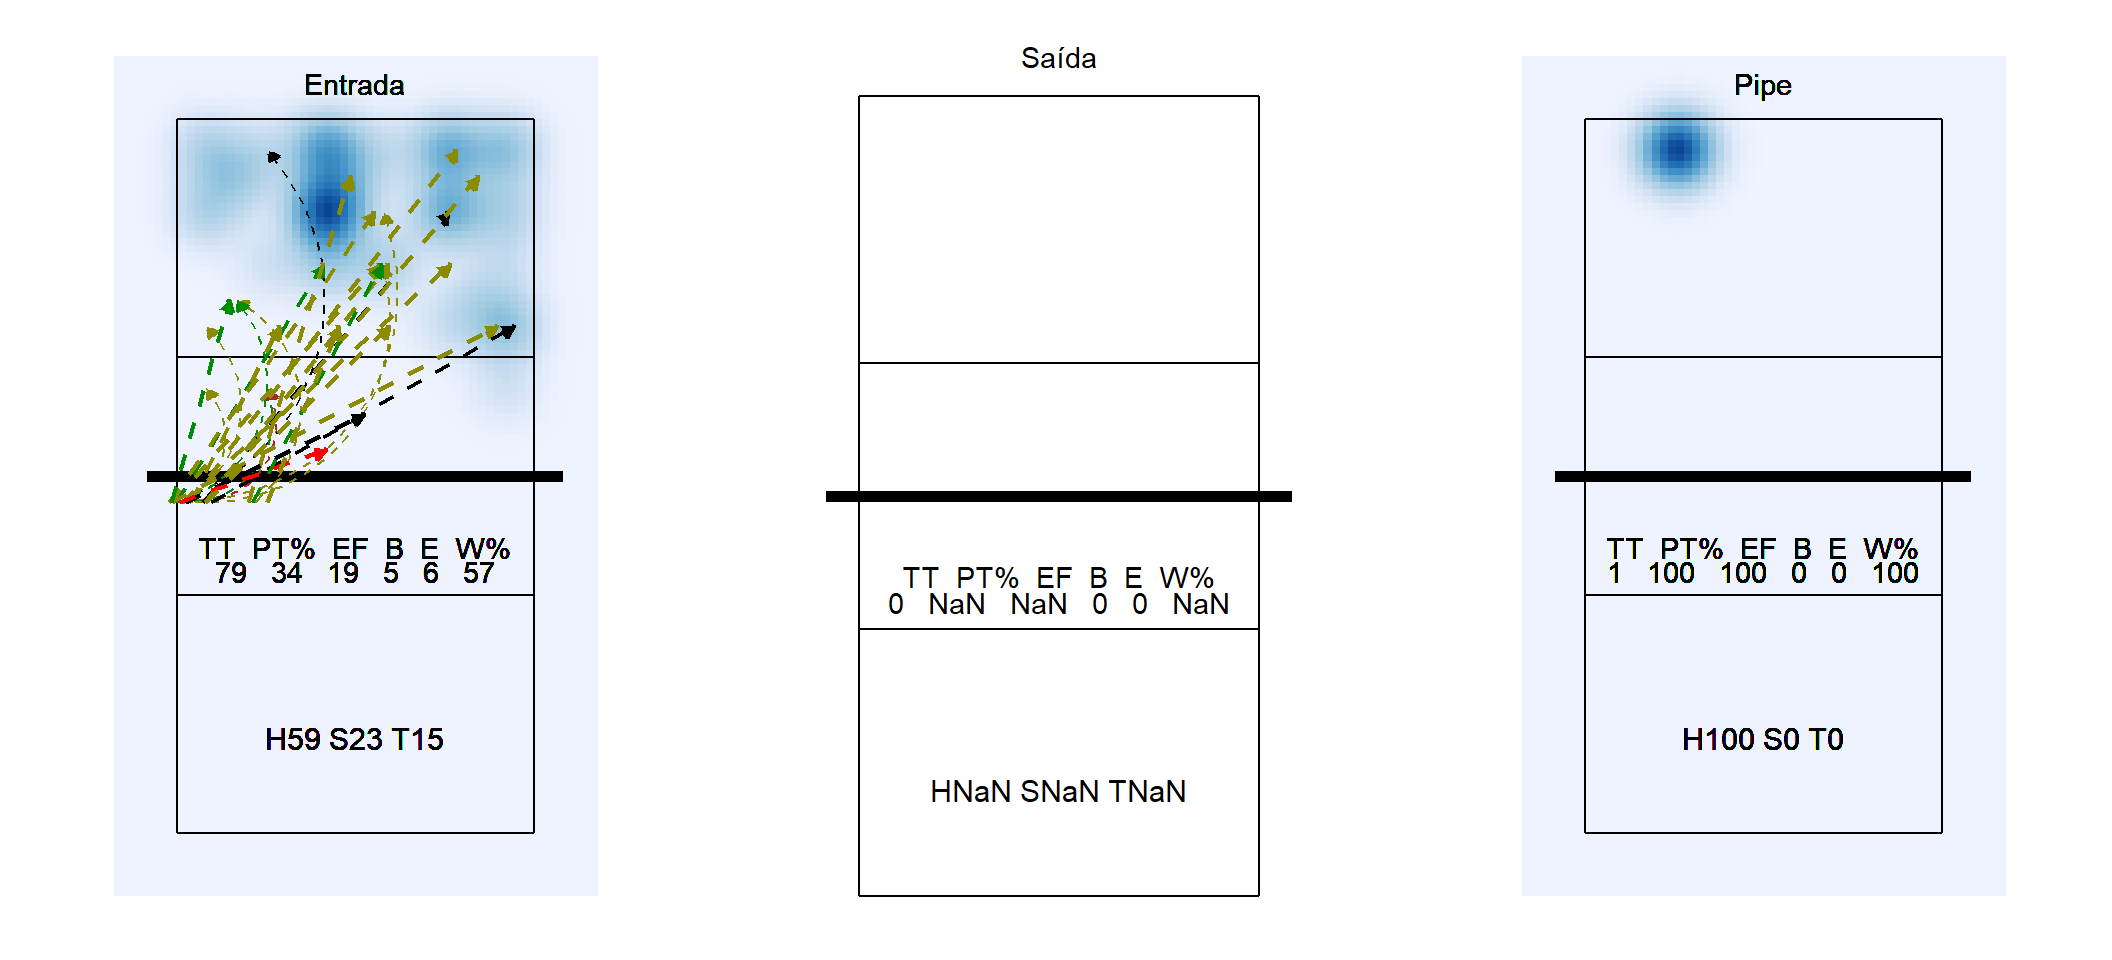 Entrada
TT PT% EF B E W%
79 34 19 5 6 57
H59 S23 T15
Saída
TT PT% EF B E W%
0 NaN NaN 0 0 NaN
HNaN SNaN TNaN
Pipe
TT PT% EF B E W%
1 100 100 0 0 100
H100 S0 T0